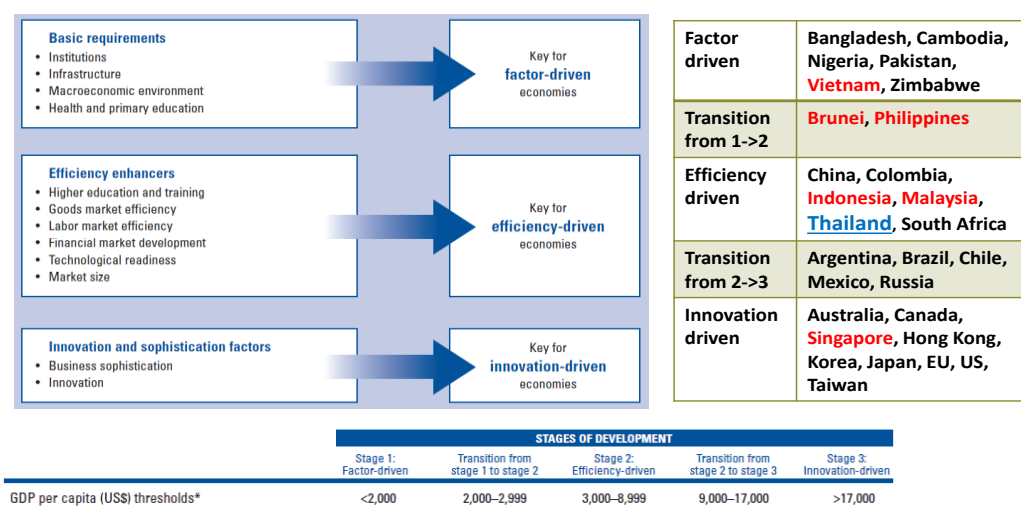 Basic requirements
• Institutions
• Infrastructure
• Macroeconomic environment
• Health and primary education
Key for
factor-driven
economies
Efficiency enhancers
• Higher education and training
• Goods market efficiency
• Labor market efficiency
• Financial market development
• Technological readiness
• Market size
Key for
efficiency-driven
economies
Innovation and sophistication factors
• Business sophistication
• Innovation
Key for
innovation-driven
economies
Factor
driven
Bangladesh, Cambodia,
Nigeria, Pakistan,
Vietnam, Zimbabwe
Transition
from 1->2
Brunei, Philippines
Efficiency
driven
China, Colombia,
Indonesia, Malaysia,
Thailand, South Africa
Transition
from 2->3
Argentina, Brazil, Chile,
Mexico, Russia
Innovation
driven
Australia, Canada,
Singapore, Hong Kong,
Korea, Japan, EU, US,
Taiwan
STAGES OF DEVELOPMENT
Stage 1:
Factor-driven
Transition from
stage 1 to stage 2
Stage 2:
Efficiency-driven
Transition from
stage 2 to stage 3
Stage 3:
Innovation-driven
GDP per capita (US$) thresholds* <2,000 2,000–2,999 3,000–8,999 9,000–17,000 >17,000